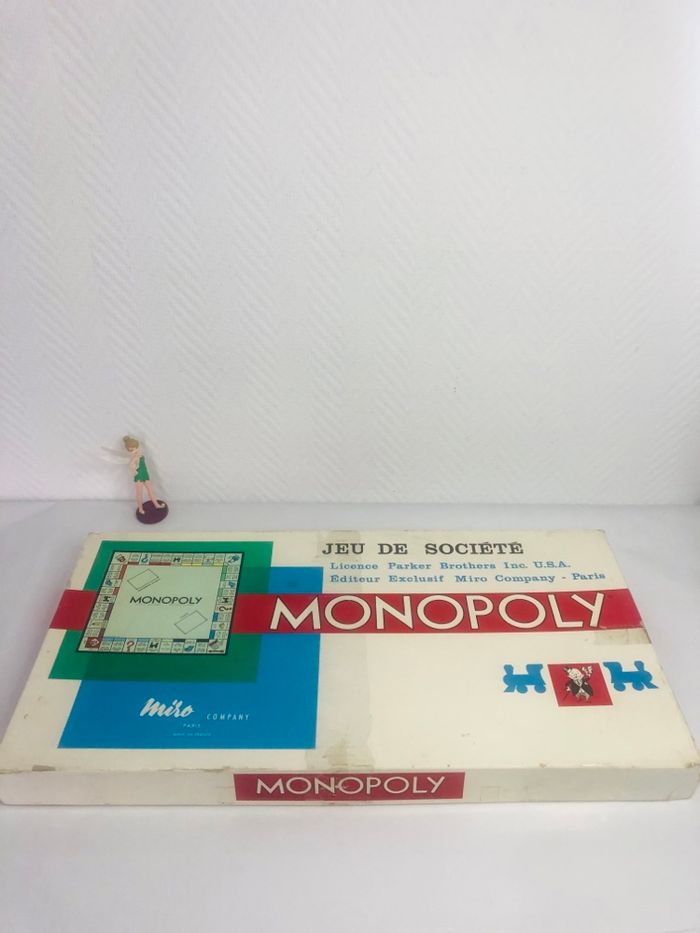 JEU DE SOCIÉTÉ
Licence Parker Brothers Inc. U.S.A.
Éditeur Exclusif Miro Company - Paris
MONOPOLY
MONOPOLY
Miro COMPANY
PARIS
MONOPOLY